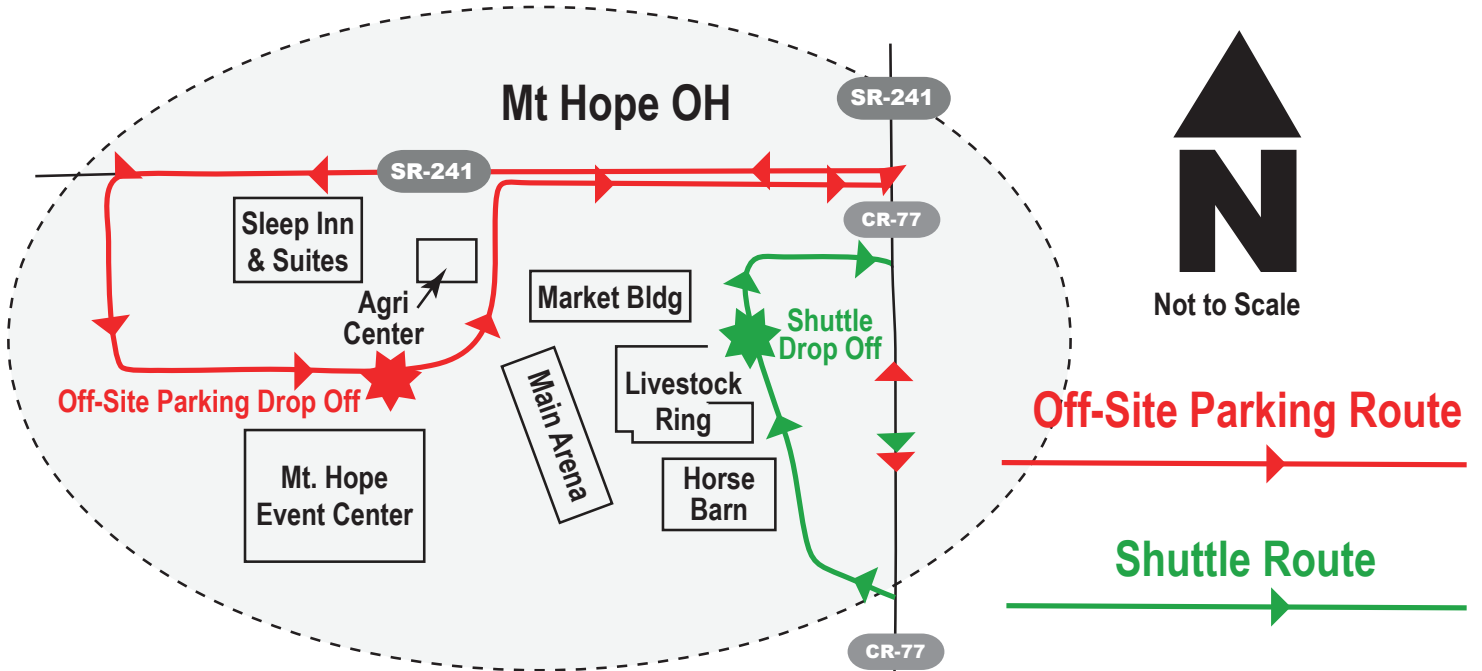 Mt Hope OH
SR-241
SR-241
CR-77
Sleep Inn
& Suites
Agri
Center
Market Bldg
Shuttle
Drop Off
Off-Site Parking Drop Off
Main Arena
Livestock
Ring
Mt. Hope
Event Center
Horse
Barn
CR-77
N
Not to Scale
Off-Site Parking Route
Shuttle Route